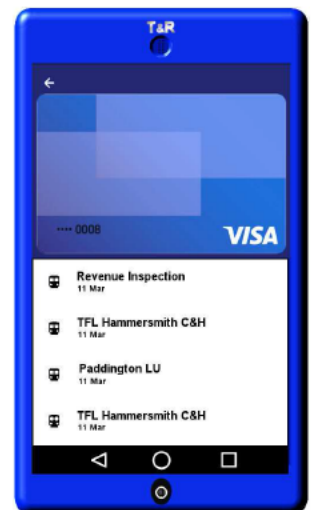 T&R
•••• 0008
VISA
Revenue Inspection
11 Mar
TFL Hammersmith C&H
11 Mar
Paddington LU
11 Mar
TFL Hammersmith C&H
11 Mar